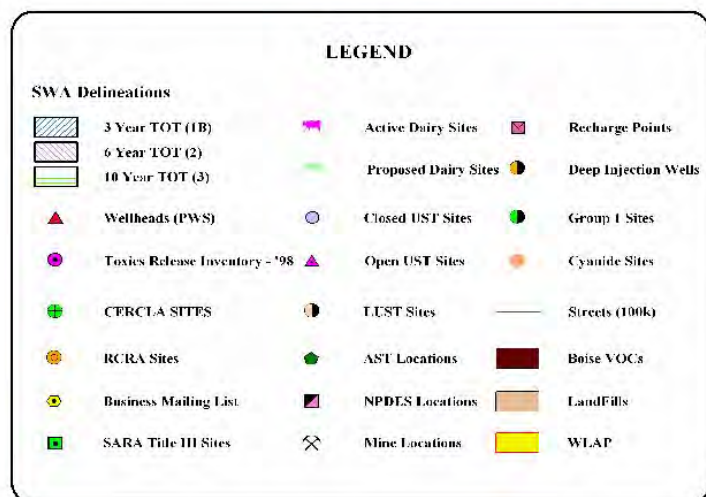 LEGEND
SWA Delineations
3 Year TOT (1B)
6 Year TOT (2)
10 Year TOT (3)
Wellheads (PWS)
Toxics Release Inventory - '98
CERCLA SITES
RCRA Sites
Business Mailing List
SARA Title III Sites
Active Dairy Sites
Proposed Dairy Sites
Closed UST Sites
Open UST Sites
LUST Sites
AST Locations
NPDES Locations
Mine Locations
Recharge Points
Deep Injection Wells
Group 1 Sites
Cyanide Sites
Streets (100k)
Boise VOCs
LandFills
WLAP